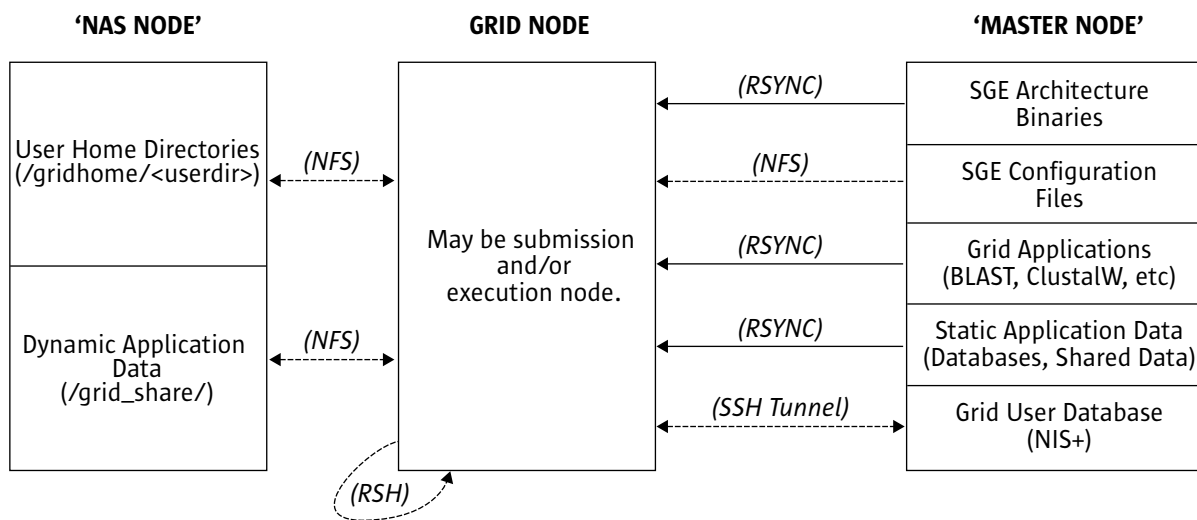 ‘NAS NODE’
GRID NODE
‘MASTER NODE’
User Home Directories
(/gridhome/<userdir>)
Dynamic Application
Data
(/grid_share/)
(NFS)
(NFS)
May be submission
and/or
execution node.
(RSH)
(RSYNC)
(NFS)
(RSYNC)
(RSYNC)
(SSH Tunnel)
SGE Architecture
Binaries
SGE Configuration
Files
Grid Applications
(BLAST, ClustalW, etc)
Static Application Data
(Databases, Shared Data)
Grid User Database
(NIS+)